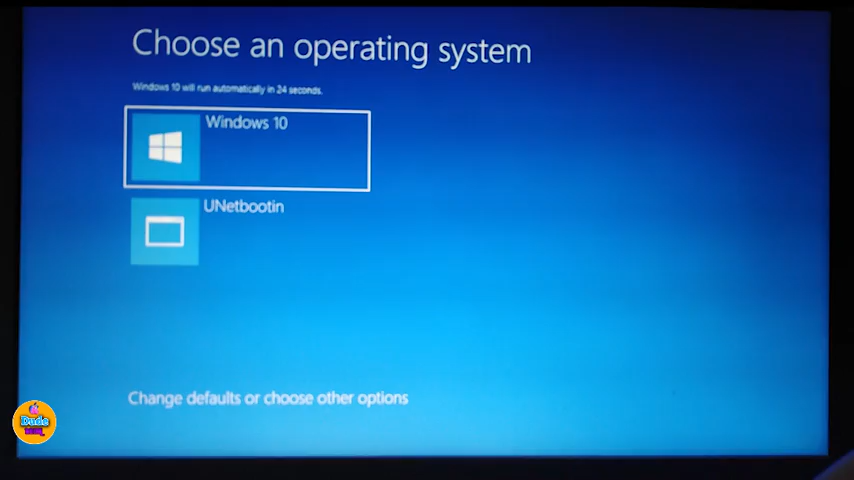 Choose an operating system
Windows 10 will run automatically in 24 seconds.
Windows 10
UNetbootin
Change defaults or choose other options
Dude